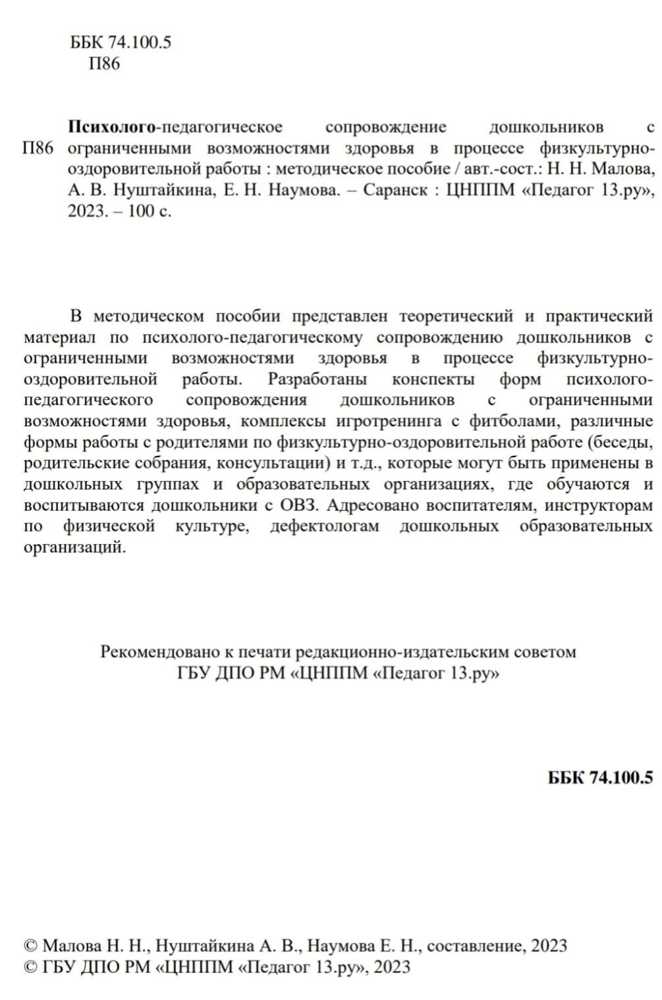 ББК 74.100.5
П86
Психолого-педагогическое сопровождение дошкольников с
П86 ограниченными возможностями здоровья в процессе физкультурно-
оздоровительной работы : методическое пособие / авт.-сост.: Н. Н. Малова,
А. В. Нуштайкина, Е. Н. Наумова. – Саранск : ЦНППМ «Педагог 13.ру»,
2023. – 100 с.
В методическом пособии представлен теоретический и практический
материал по психолого-педагогическому сопровождению дошкольников с
ограниченными возможностями здоровья в процессе физкультурно-
оздоровительной работы. Разработаны конспекты форм психолого-
педагогического сопровождения дошкольников с ограниченными
возможностями здоровья, комплексы игротренинга с фитболами, различные
формы работы с родителями по физкультурно-оздоровительной работе (беседы,
родительские собрания, консультации) и т.д., которые могут быть применены в
дошкольных группах и образовательных организациях, где обучаются и
воспитываются дошкольники с ОВЗ. Адресовано воспитателям, инструкторам
по физической культуре, дефектологам дошкольных образовательных
организаций.
Рекомендовано к печати редакционно-издательским советом
ГБУ ДПО РМ «ЦНППМ «Педагог 13.ру»
ББК 74.100.5
© Малова Н. Н., Нуштайкина А. В., Наумова Е. Н., составление, 2023
© ГБУ ДПО РМ «ЦНППМ «Педагог 13.ру», 2023